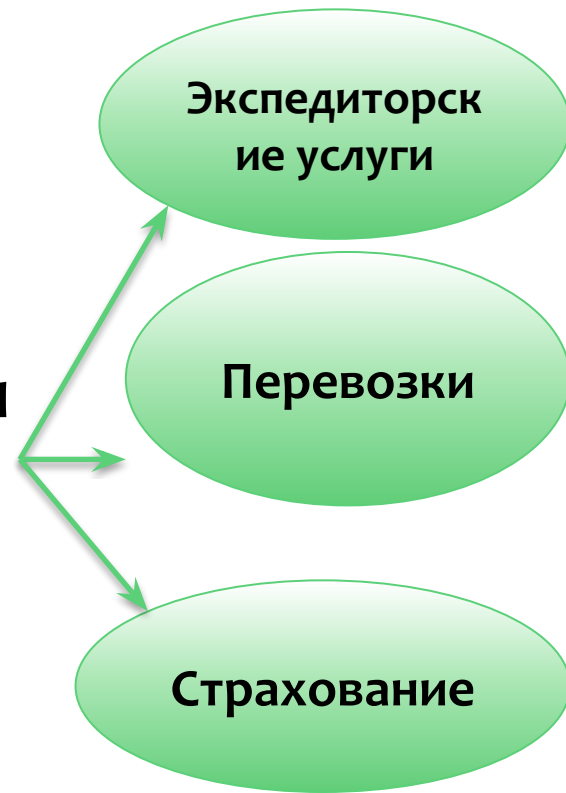 Экспедиторск
ие услуги
Перевозки
Страхование